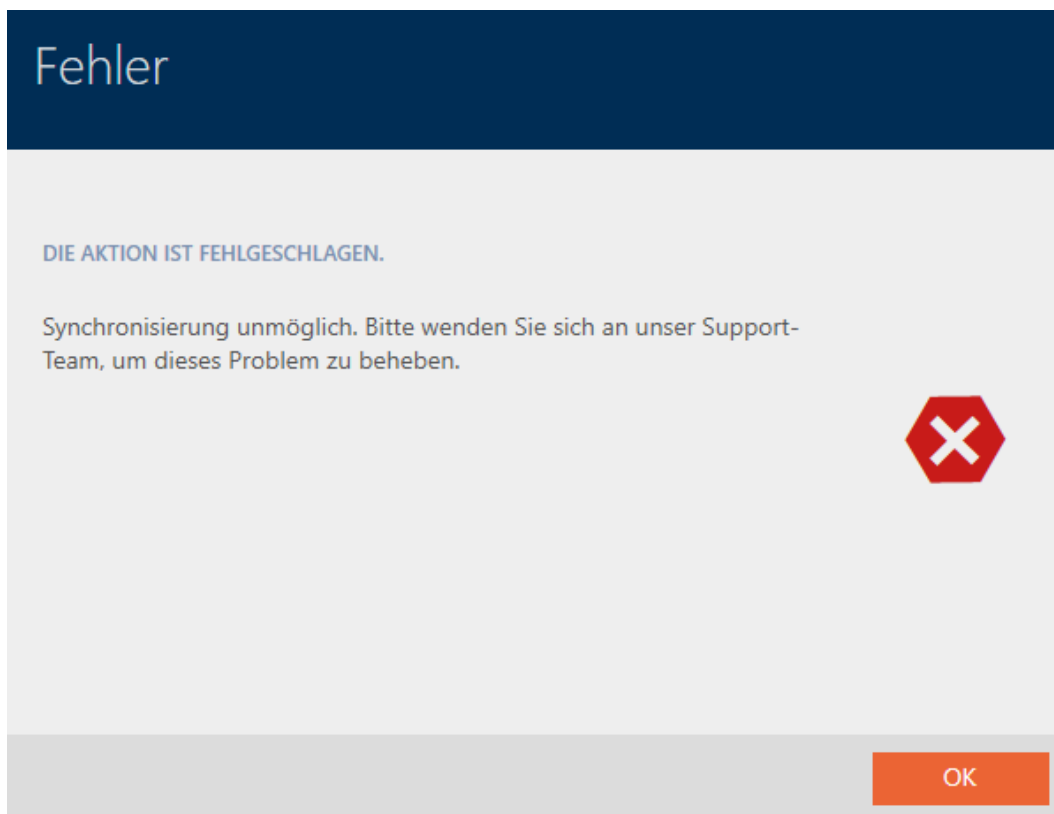 Fehler
DIE AKTION IST FEHLGESCHLAGEN.
Synchronisierung unmöglich. Bitte wenden Sie sich an unser Support-
Team, um dieses Problem zu beheben.
OK